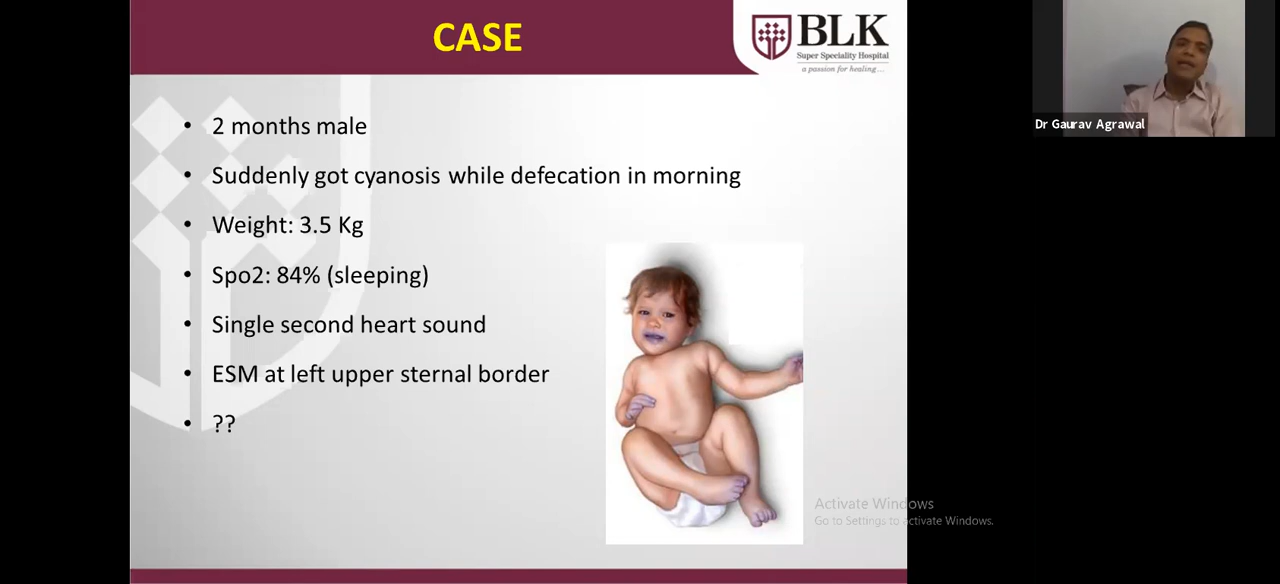 CASE
BLK
Super Speciality Hospital
a passion for healing...
Dr Gaurav Agrawal
• 2 months male
• Suddenly got cyanosis while defecation in morning
• Weight: 3.5 Kg
• Spo2: 84% (sleeping)
• Single second heart sound
• ESM at left upper sternal border
• ??
Activate Windows
Go to Settings to activate Windows.